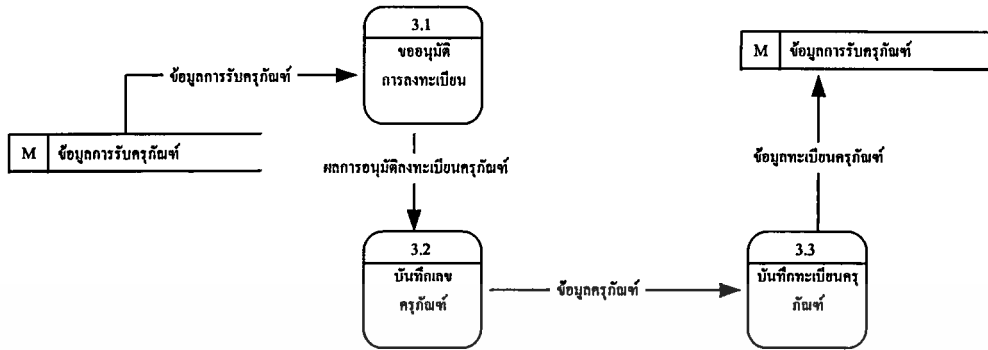 3.1
ขออนุมัติ
การลงทะเบียน
M ข้อมูลการรับครุภัณฑ์
ข้อมูลการรับครุภัณฑ์
M ข้อมูลการรับครุภัณฑ์
ผลการอนุมัติลงทะเบียนครุภัณฑ์
ข้อมูลทะเบียนครุภัณฑ์
3.2
บันทึกเลข
ครุภัณฑ์
ข้อมูลครุภัณฑ์
3.3
บันทึกทะเบียนครุ
ภัณฑ์